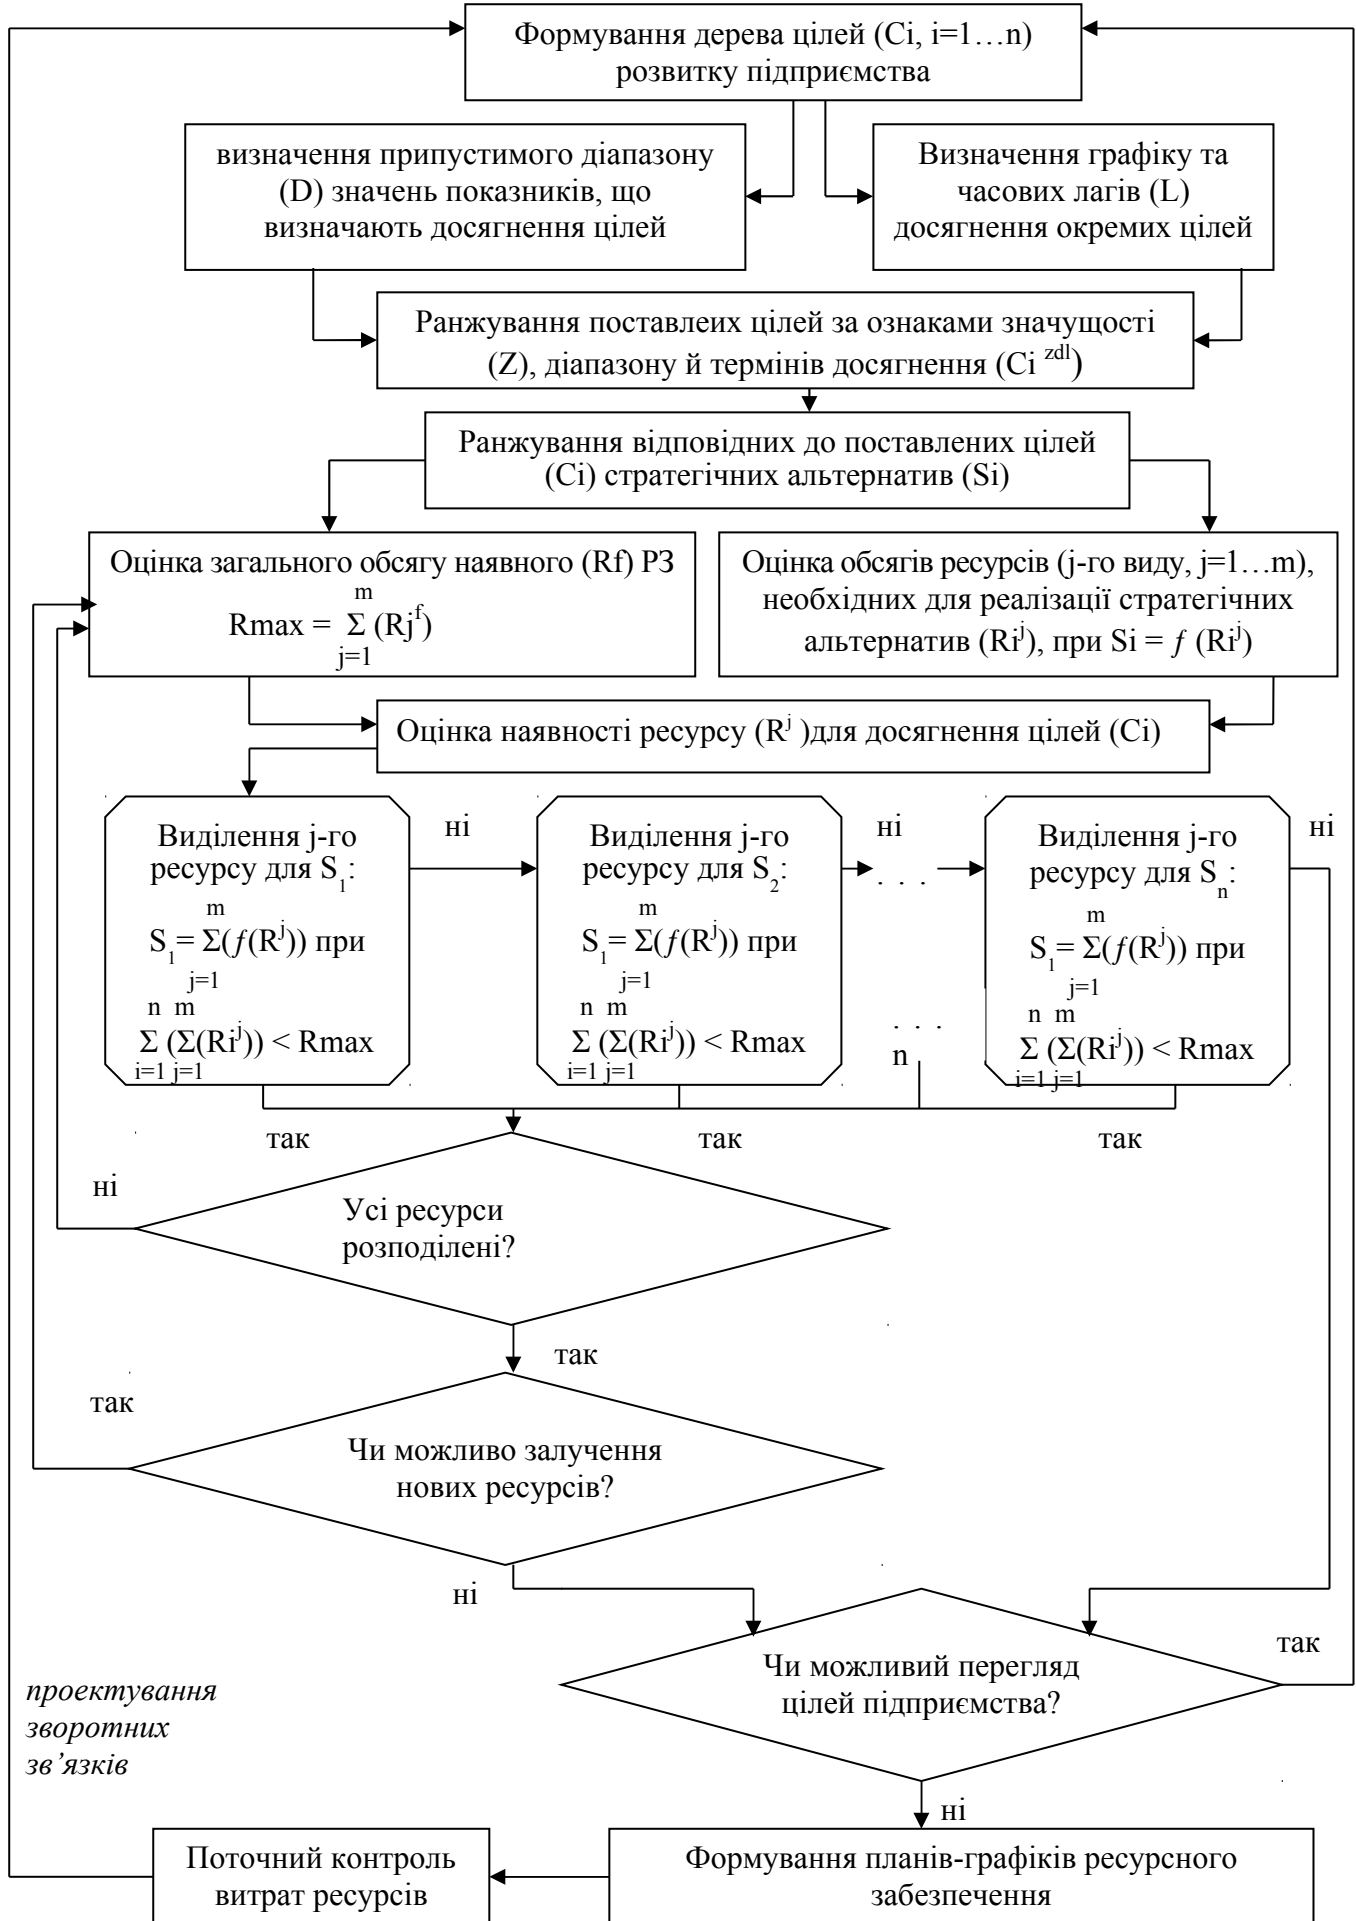 Формування дерева цілей (Сі, і=1…n)
розвитку підприємства
визначення припустимого діапазону
(D) значень показників, що
визначають досягнення цілей
Визначення графіку та
часових лагів (L)
досягнення окремих цілей
Ранжування поставлеих цілей за ознаками значущості
(Z), діапазону й термінів досягнення (Ci zdl)
Ранжування відповідних до поставлених цілей
(Ci) стратегічних альтернатив (Si)
Оцінка загального обсягу наявного (Rf) РЗ
m
Rmax = Σ (Rjf)
j=1
Оцінка обсягів ресурсів (j-го виду, j=1…m),
необхідних для реалізації стратегічних
альтернатив (Rij), при Si = f (Rij)
Оцінка наявності ресурсу (Rj )для досягнення цілей (Ci)
Виділення j-го
ресурсу для S1:
m
S1= Σ(f(Rj)) при
j=1
n m
Σ (Σ(Rij)) < Rmax
i=1 j=1
ні
Виділення j-го
ресурсу для S2:
m
S1= Σ(f(Rj)) при
j=1
n m
Σ (Σ(Rij)) < Rmax
i=1 j=1
ні
. . .
. . .
n
Виділення j-го
ресурсу для Sn:
m
S1= Σ(f(Rj)) при
j=1
n m
Σ (Σ(Rij)) < Rmax
i=1 j=1
ні
так
так
так
ні
Усі ресурси
розподілені?
так
так
Чи можливо залучення
нових ресурсів?
ні
так
Чи можливий перегляд
цілей підприємства?
проектування
зворотних
зв’язків
ні
Поточний контроль
витрат ресурсів
Формування планів-графіків ресурсного
забезпечення